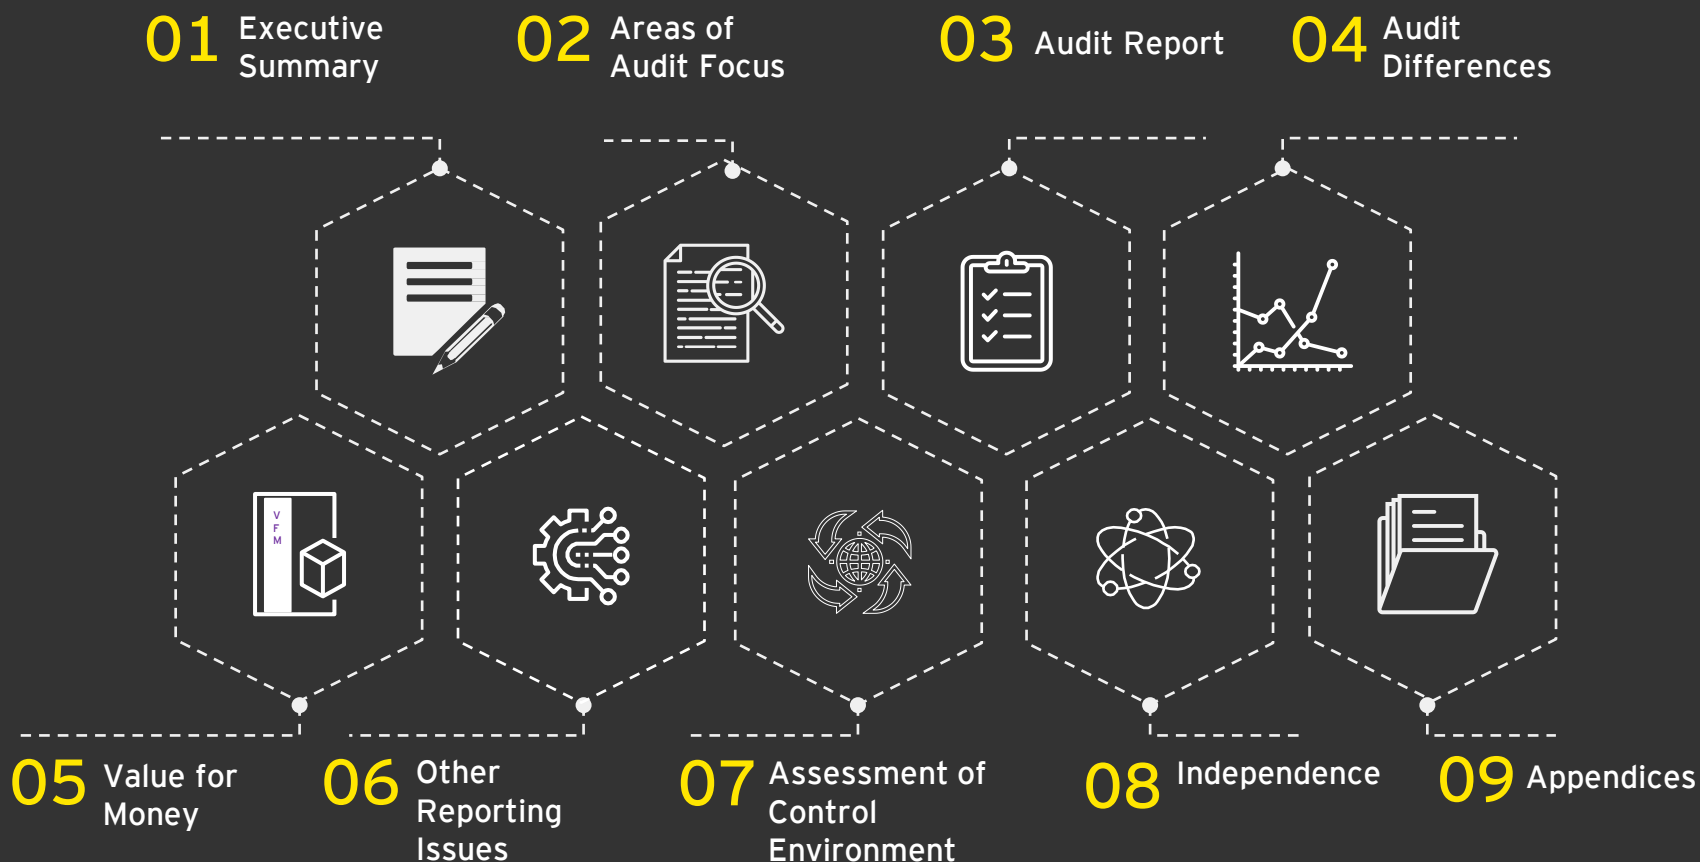 01 Executive
Summary
02 Areas of
Audit Focus
03 Audit Report
04 Audit
Differences
V
F
M
05 Value for
Money
06 Other
Reporting
Issues
07 Assessment of
Control
Environment
08 Independence
09 Appendices